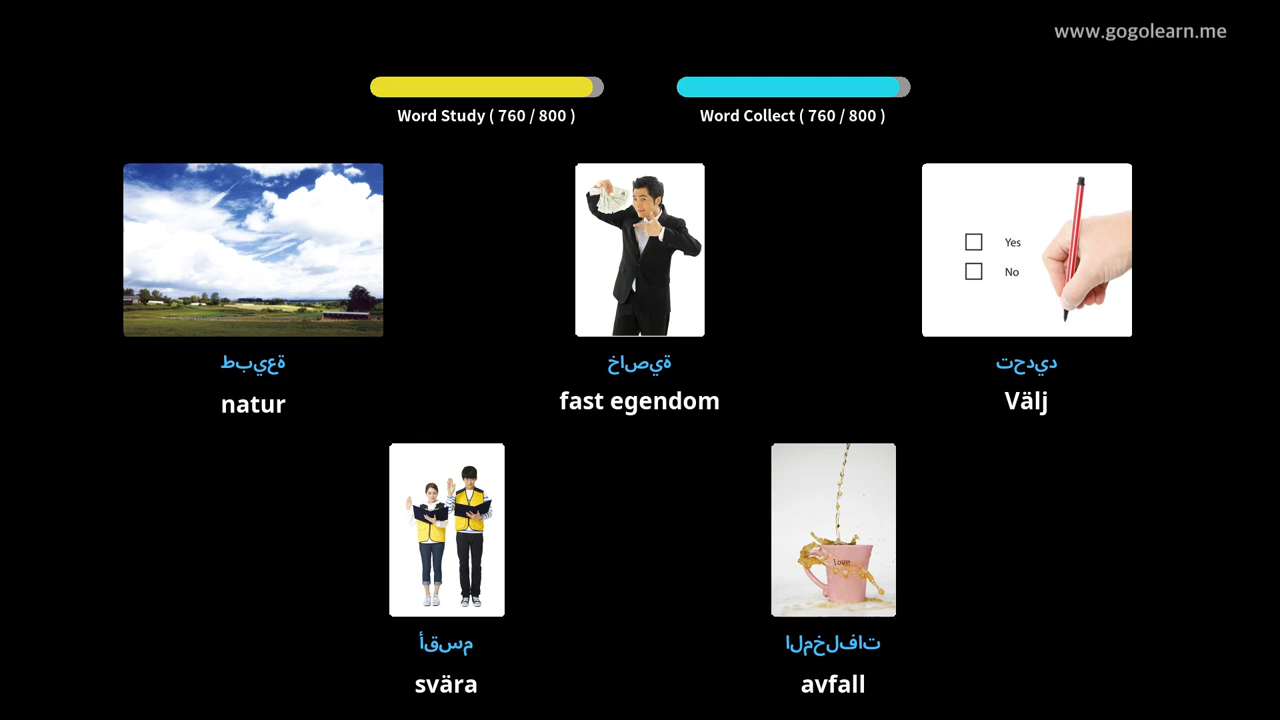 www.gogolearn.me
Word Study ( 760 / 800 )
Word Collect ( 760 / 800 )
طبيعة
natur
خاصية
fast egendom
Yes
No
تحديد
Välj
أقسم
svära
love
المخلفات
avfall